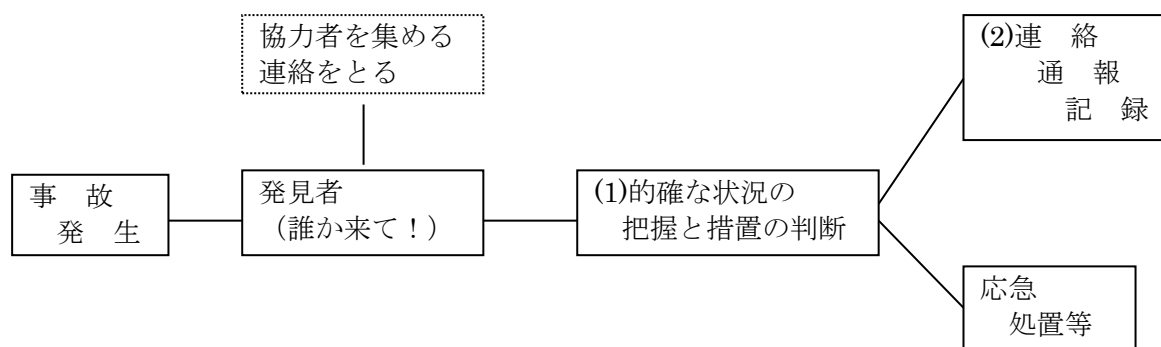 協力者を集める
連絡をとる
事　故
発　生
発見者
（誰か来て！）
(1)的確な状況の
把握と措置の判断
(2)連　絡
通　報
記　録
応急
処置等